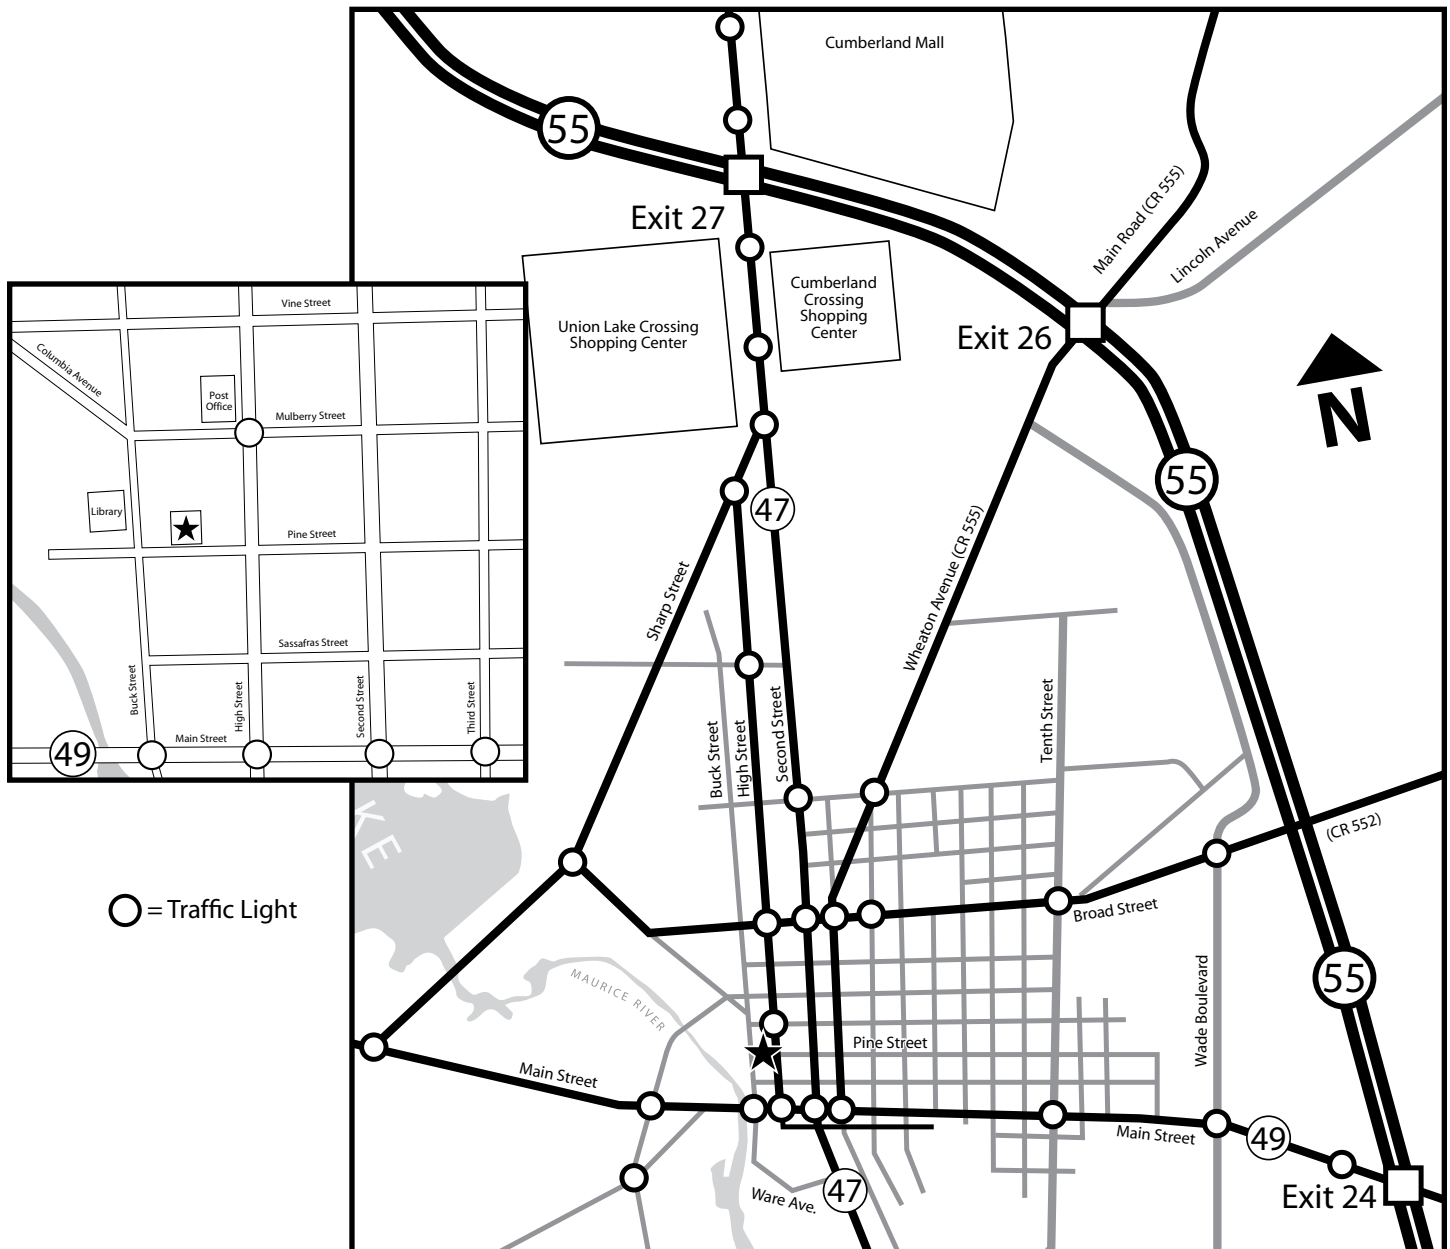 Cumberland Mall
55
Exit 27
Main Road (CR 555)
Lincoln Avenue
Cumberland
Crossing
Shopping
Center
Union Lake Crossing
Shopping Center
Exit 26
N
55
47
Sharp Street
Wheaton Avenue (CR 555)
Buck Street
High Street
Second Street
Tenth Street
(CR 552)
Broad Street
KE
MAURICE RIVER
Wade Boulevard
55
Pine Street
Main Street
Main Street
49
Exit 24
Ware Ave.
47
Vine Street
Columbia Avenue
Post
Office
Mulberry Street
Library
Pine Street
Sassafras Street
Buck Street
High Street
Second Street
Third Street
Main Street
49
= Traffic Light